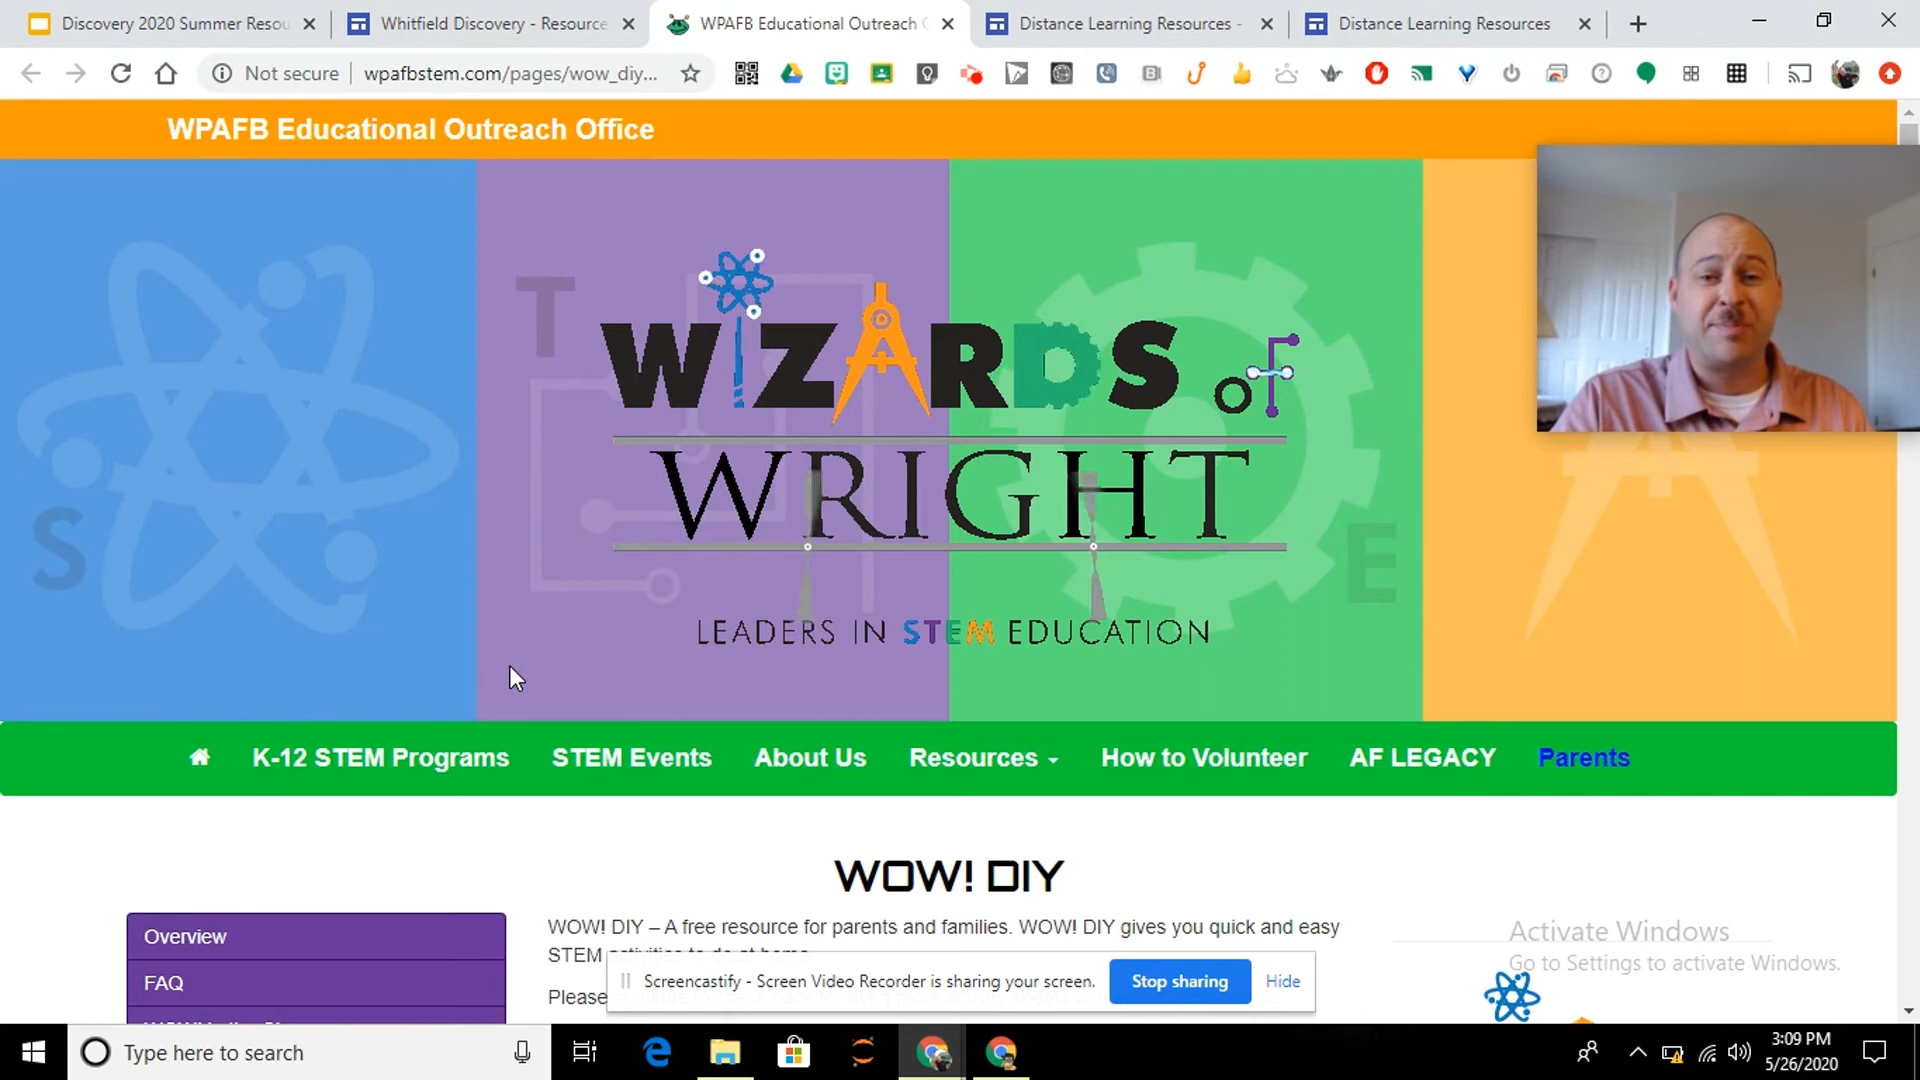 Discovery 2020 Summer Resou
Whitfield Discovery - Resource
WPAFB Educational Outreach
Distance Learning Resources -
Distance Learning Resources
Not secure
wpafbstem.com/pages/wow_diy...
WPAFB Educational Outreach Office
S
T
E
WIZARDS of
WRIGHT
LEADERS IN STEM EDUCATION
K-12 STEM Programs
STEM Events
About Us
Resources
How to Volunteer
AF LEGACY
Parents
WOW! DIY
Overview
FAQ
WOW! DIY – A free resource for parents and families. WOW! DIY gives you quick and easy
STEM
Please
Screencastify - Screen Video Recorder is sharing your screen.
Stop sharing
Hide
Activate Windows
Go to Settings to activate Windows.
Type here to search
3:09 PM
5/26/2020